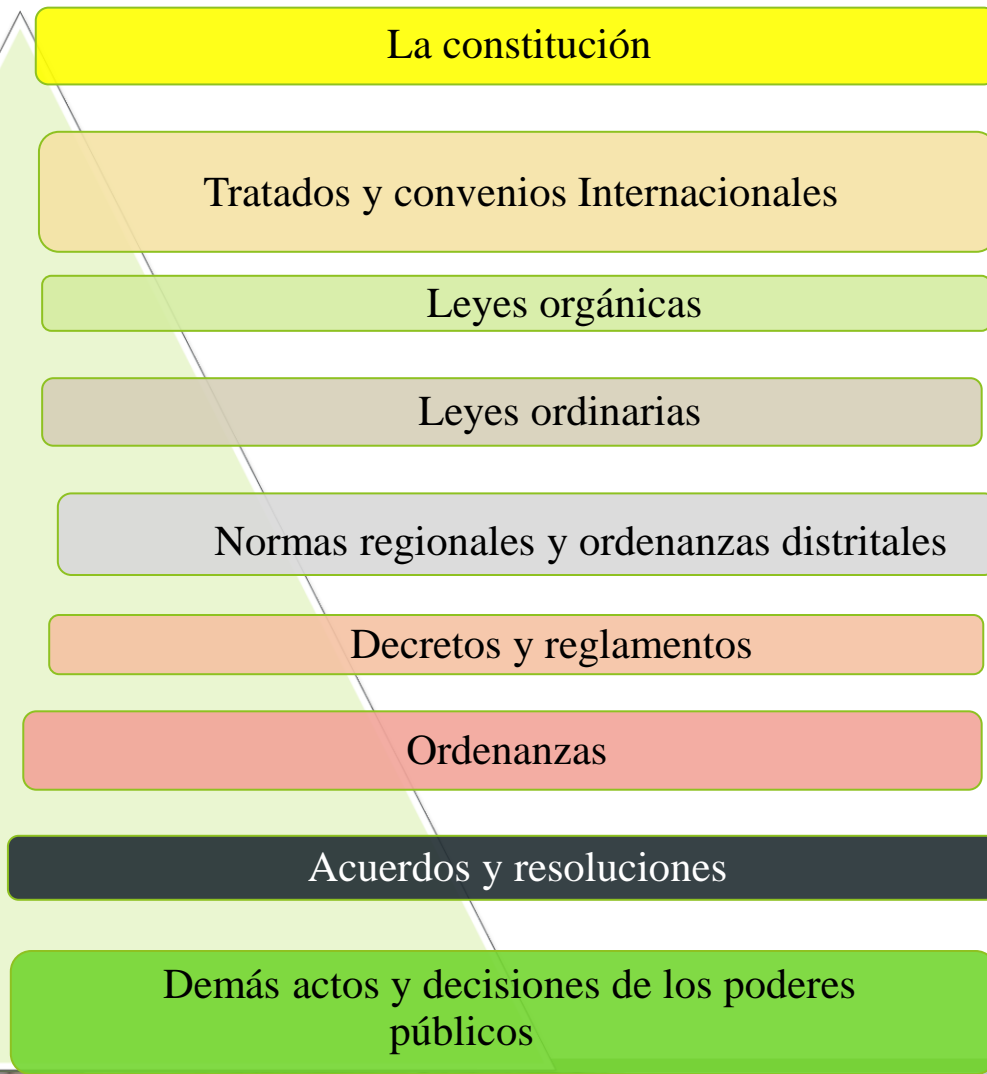 La constitución
Tratados y convenios Internacionales
Leyes orgánicas
Leyes ordinarias
Normas regionales y ordenanzas distritales
Decretos y reglamentos
Ordenanzas
Acuerdos y resoluciones
Demás actos y decisiones de los poderes
públicos